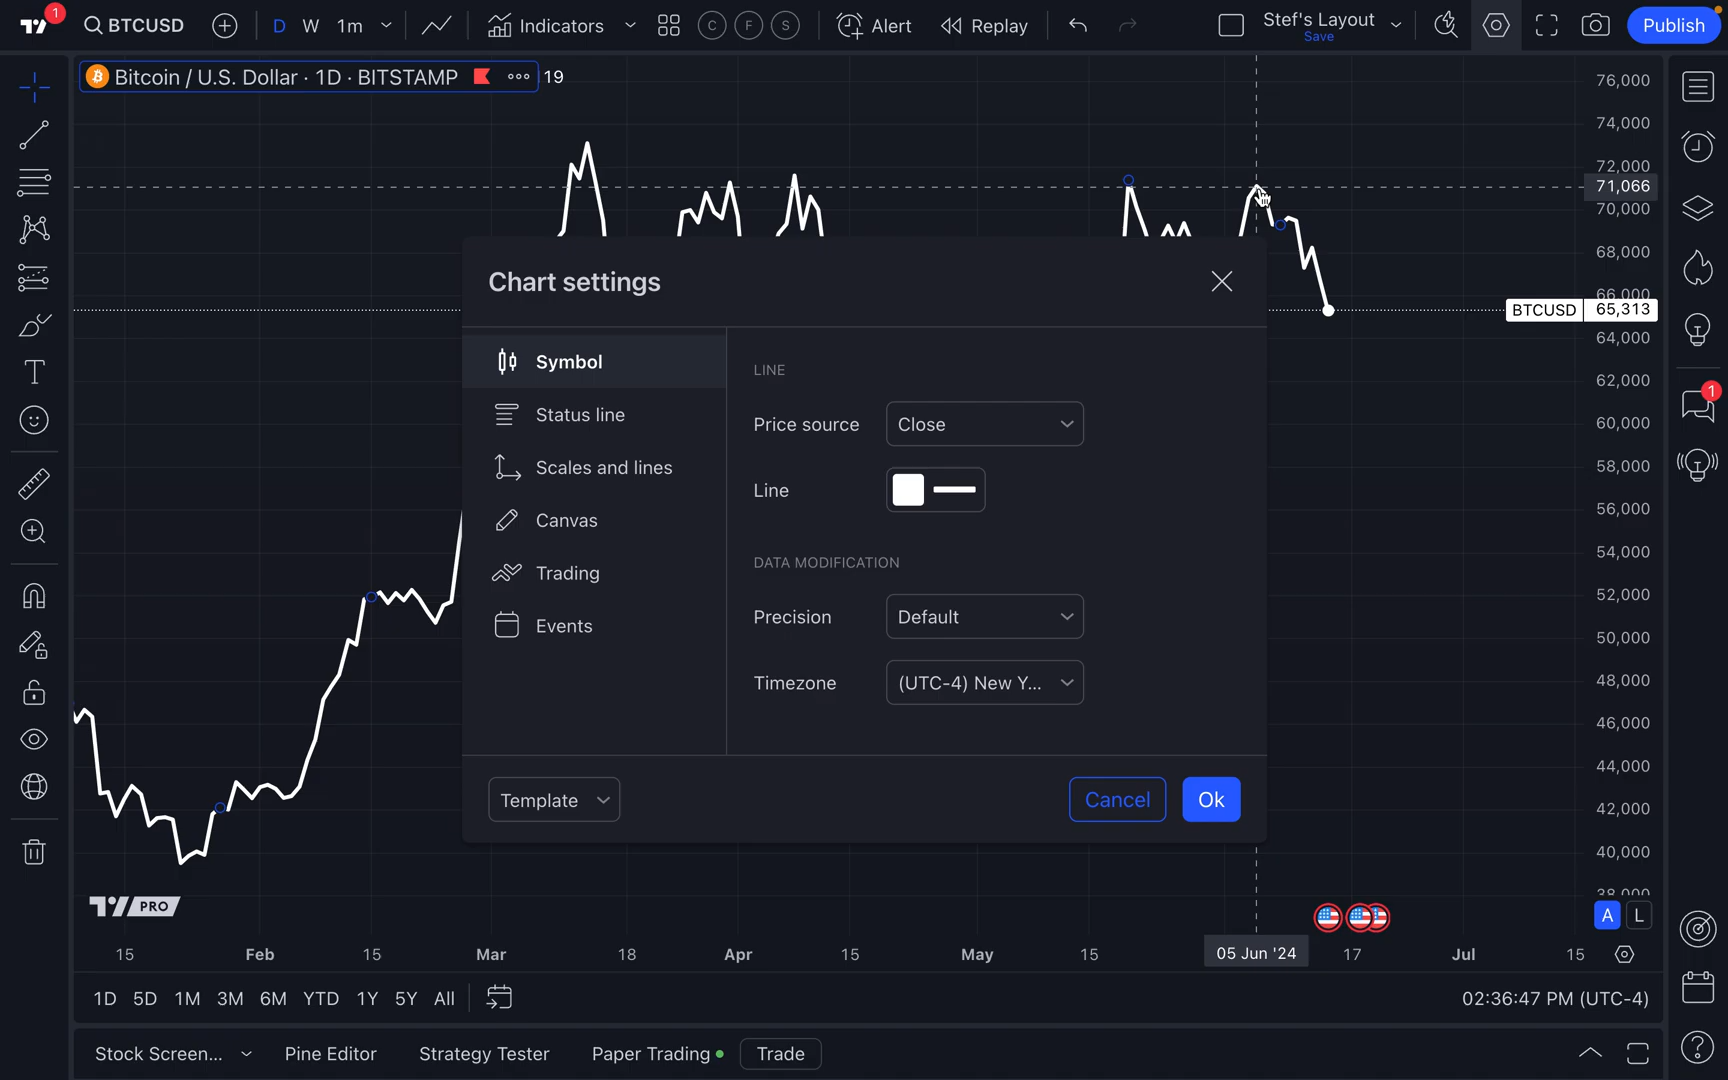 1
BTCUSD
D W 1m
Indicators
C F S
Alert
Replay
Stef's Layout
Save
Publish
Bitcoin / U.S. Dollar · 1D · BITSTAMP
19
76,000
74,000
72,000
71,066
70,000
68,000
66,000
BTCUSD 65,313
64,000
62,000
60,000
58,000
56,000
54,000
52,000
50,000
48,000
46,000
44,000
42,000
40,000
38,000
1
Chart settings
Symbol
Status line
Scales and lines
Canvas
Trading
Events
LINE
Price source Close
Line
DATA MODIFICATION
Precision Default
Timezone (UTC-4) New Y...
Template
Cancel
Ok
PRO
A L
15 Feb 15 Mar 18 Apr 15 May 15 05 Jun '24 17 Jul 15
1D 5D 1M 3M 6M YTD 1Y 5Y All
02:36:47 PM (UTC-4)
Stock Screen... Pine Editor Strategy Tester Paper Trading Trade